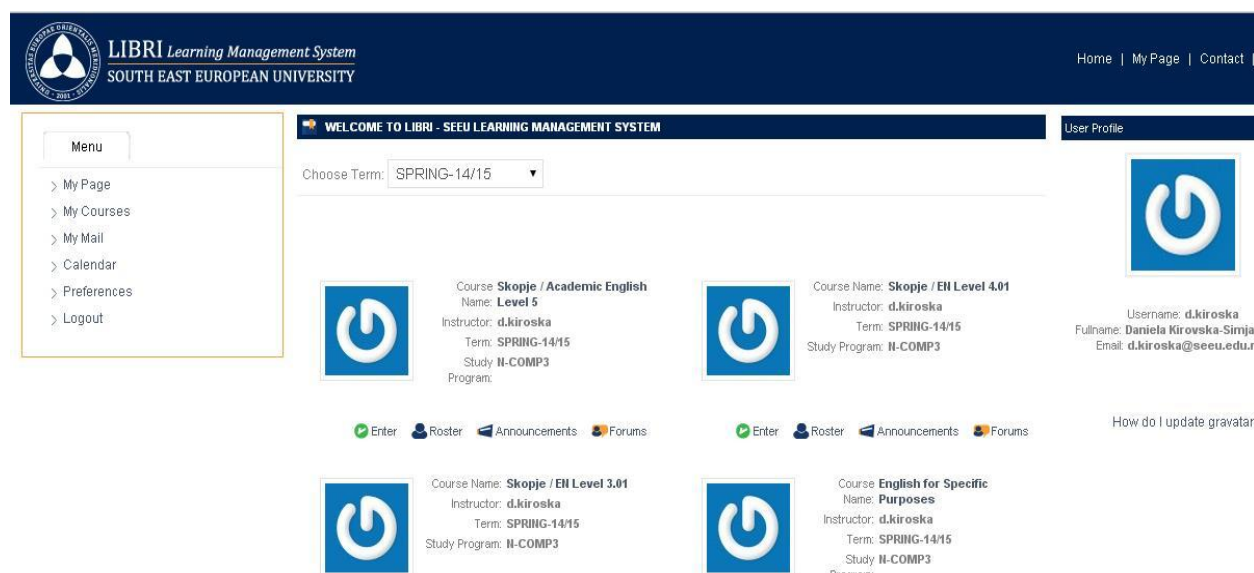 LIBRI Learning Management System
SOUTH EAST EUROPEAN UNIVERSITY
Home | My Page | Contact |
Menu
My Page
My Courses
My Mail
Calendar
Preferences
Logout
WELCOME TO LIBRI - SEEU LEARNING MANAGEMENT SYSTEM
Choose Term: SPRING-14/15
Course Name: Skopje / Academic English Level 5
Instructor: d.kiroska
Term: SPRING-14/15
Study Program: N-COMP3
Enter Roster Announcements Forums
Course Name: Skopje / EN Level 4.01
Instructor: d.kiroska
Term: SPRING-14/15
Study Program: N-COMP3
Enter Roster Announcements Forums
Course Name: Skopje / EN Level 3.01
Instructor: d.kiroska
Term: SPRING-14/15
Study Program: N-COMP3
Course Name: English for Specific Purposes
Instructor: d.kiroska
Term: SPRING-14/15
Study N-COMP3
User Profile
Username: d.kiroska
Fullname: Daniela Kirovska-Simja
Email: d.kiroska@seeu.edu.m
How do I update gravatar